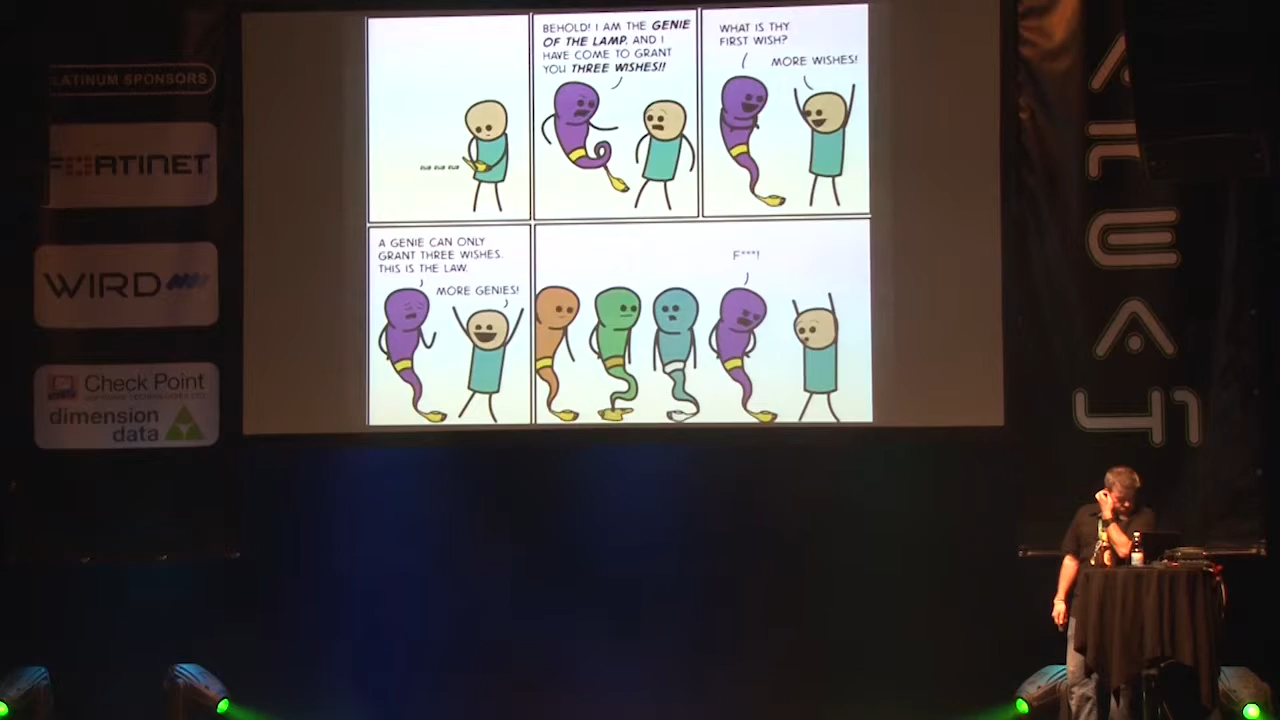 PLATINUM SPONSORS
FORTINET
WIRD
Check Point
dimension
data
RUB RUB RUB
BEHOLD! I AM THE GENIE
OF THE LAMP, AND I
HAVE COME TO GRANT
YOU THREE WISHES!!
WHAT IS THY
FIRST WISH?
MORE WISHES!
A GENIE CAN ONLY
GRANT THREE WISHES.
THIS IS THE LAW.
MORE GENIES!
F***!
AREA41